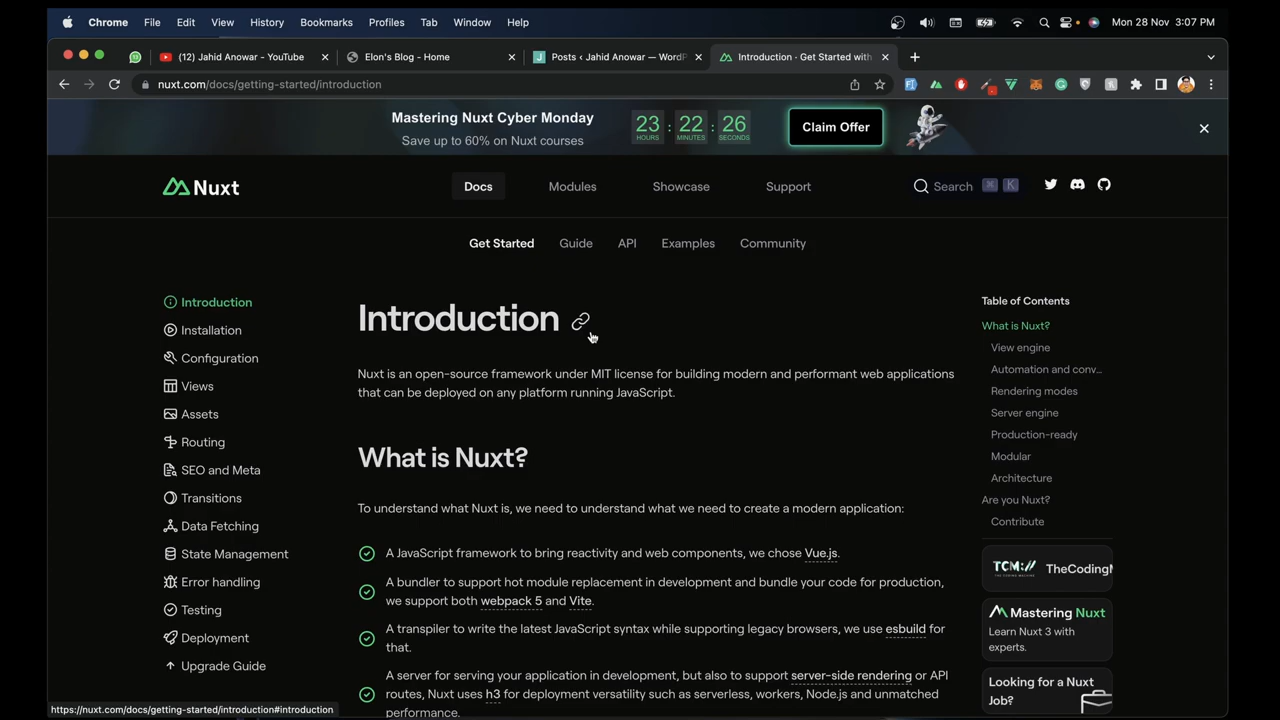 Chrome File Edit View History Bookmarks Profiles Tab Window Help Mon 28 Nov 3:07 PM
(12) Jahid Anowar - YouTube Elon's Blog - Home Posts ‹ Jahid Anowar — WordP Introduction · Get Started with
nuxt.com/docs/getting-started/introduction
Mastering Nuxt Cyber Monday
Save up to 60% on Nuxt courses
23 : 22 : 26
HOURS MINUTES SECONDS
Claim Offer
Nuxt
Docs Modules Showcase Support
Search ⌘ K
Get Started Guide API Examples Community
Introduction
Installation
Configuration
Views
Assets
Routing
SEO and Meta
Transitions
Data Fetching
State Management
Error handling
Testing
Deployment
Upgrade Guide
Introduction
Nuxt is an open-source framework under MIT license for building modern and performant web applications
that can be deployed on any platform running JavaScript.
What is Nuxt?
To understand what Nuxt is, we need to understand what we need to create a modern application:
A JavaScript framework to bring reactivity and web components, we chose Vue.js.
A bundler to support hot module replacement in development and bundle your code for production,
we support both webpack 5 and Vite.
A transpiler to write the latest JavaScript syntax while supporting legacy browsers, we use esbuild for
that.
A server for serving your application in development, but also to support server-side rendering or API
routes, Nuxt uses h3 for deployment versatility such as serverless, workers, Node.js and unmatched
performance.
Table of Contents
What is Nuxt?
View engine
Automation and conv...
Rendering modes
Server engine
Production-ready
Modular
Architecture
Are you Nuxt?
Contribute
TCM:// TheCodingM
Mastering Nuxt
Learn Nuxt 3 with
experts.
Looking for a Nuxt
Job?
https://nuxt.com/docs/getting-started/introduction#introduction